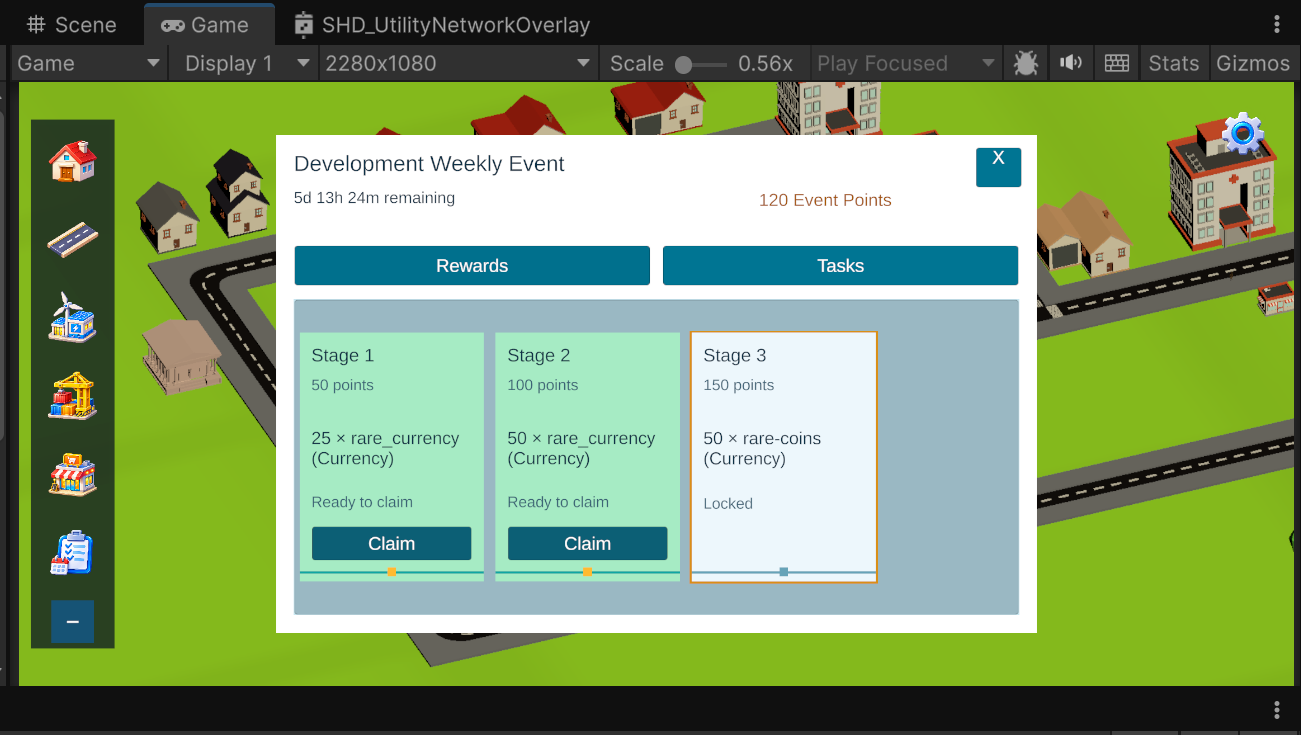 Scene
Game
SHD_UtilityNetworkOverlay
Game
Display 1
2280x1080
Scale
0.56x
Play Focused
Stats
Gizmos
Development Weekly Event
X
5d 13h 24m remaining
120 Event Points
Rewards
Tasks
Stage 1
50 points
25 × rare_currency
(Currency)
Ready to claim
Claim
Stage 2
100 points
50 × rare_currency
(Currency)
Ready to claim
Claim
Stage 3
150 points
50 × rare-coins
(Currency)
Locked
–